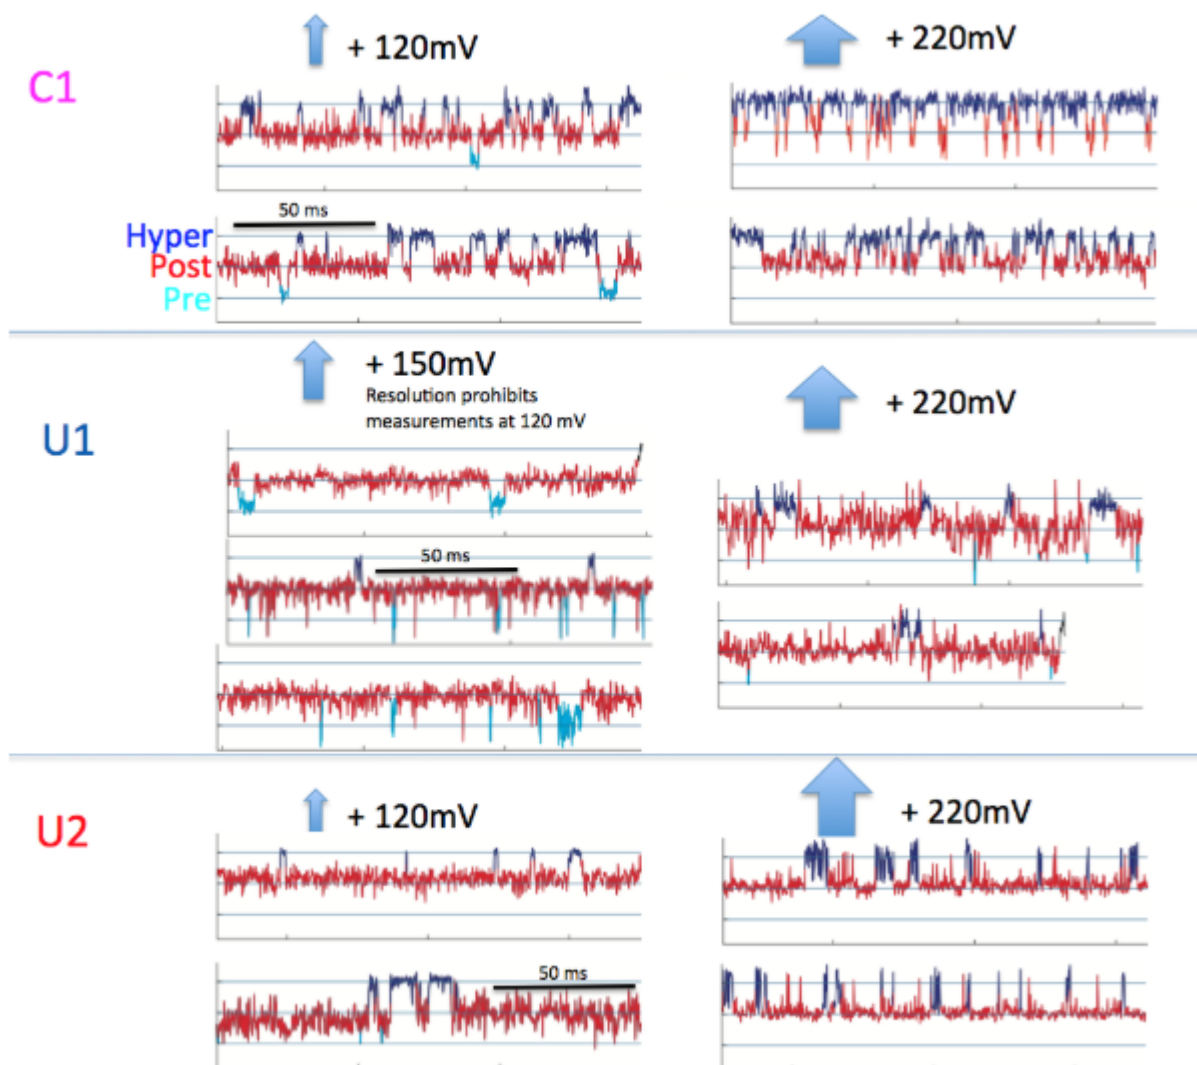 C1
+ 120mV
+ 220mV
50 ms
Hyper
Post
Pre
U1
+ 150mV
Resolution prohibits
measurements at 120 mV
+ 220mV
50 ms
U2
+ 120mV
+ 220mV
50 ms